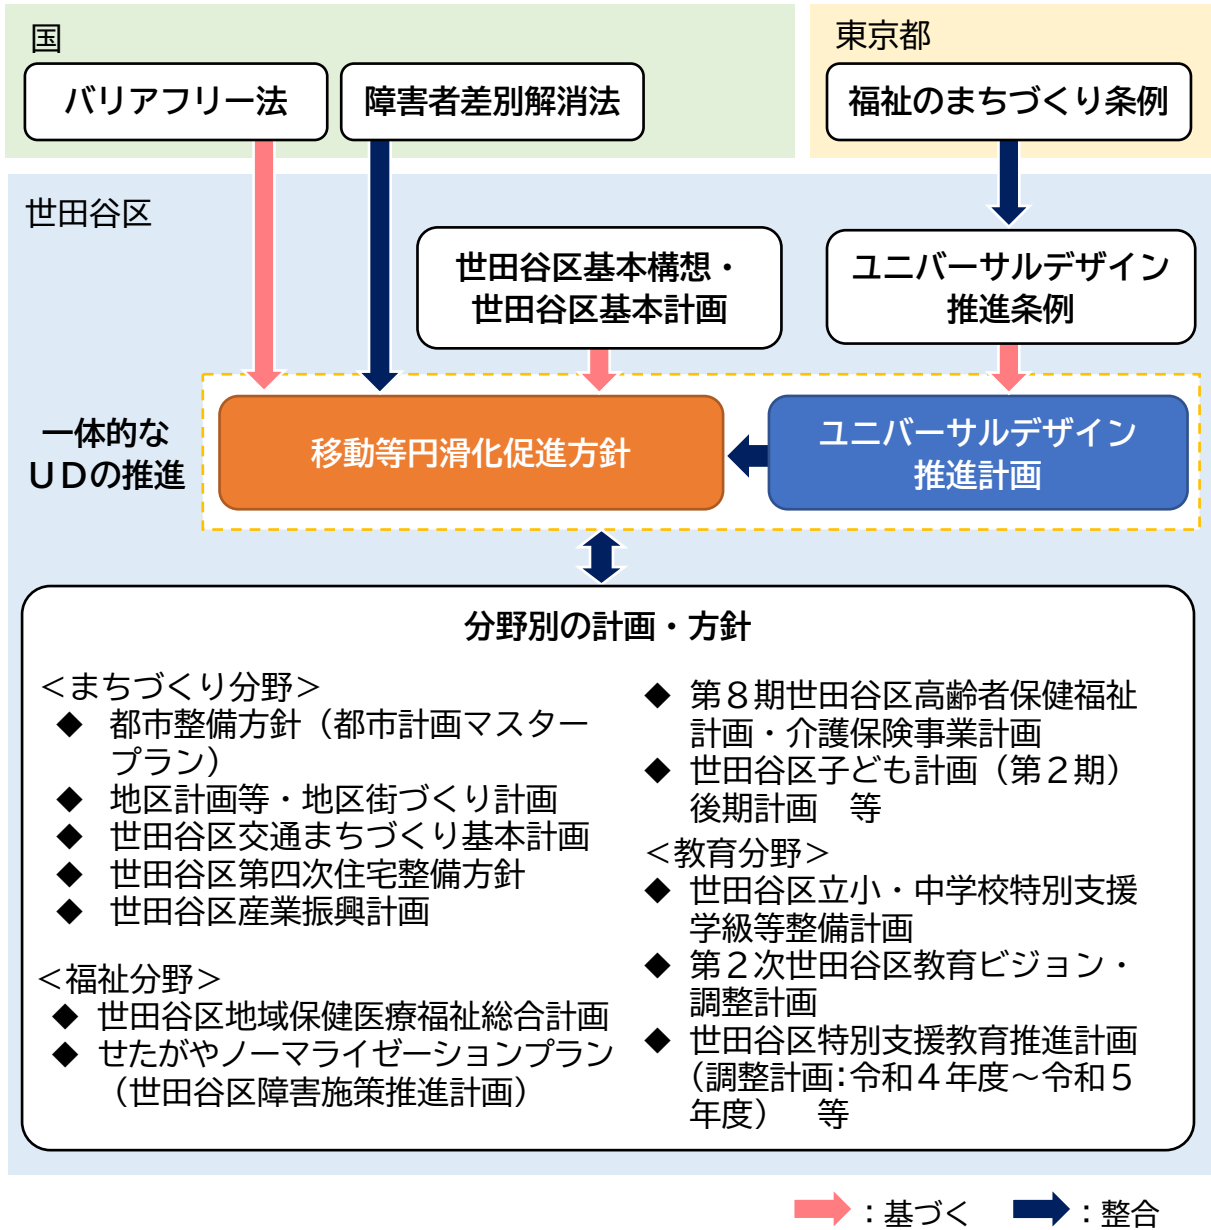 国
バリアフリー法
障害者差別解消法
東京都
福祉のまちづくり条例
世田谷区
世田谷区基本構想・
世田谷区基本計画
ユニバーサルデザイン
推進条例
一体的な
UDの推進
移動等円滑化促進方針
ユニバーサルデザイン
推進計画
分野別の計画・方針
＜まちづくり分野＞
◆ 都市整備方針（都市計画マスター
プラン）
◆ 地区計画等・地区街づくり計画
◆ 世田谷区交通まちづくり基本計画
◆ 世田谷区第四次住宅整備方針
◆ 世田谷区産業振興計画
＜福祉分野＞
◆ 世田谷区地域保健医療福祉総合計画
◆ せたがやノーマライゼーションプラン
（世田谷区障害施策推進計画）
◆ 第８期世田谷区高齢者保健福祉
計画・介護保険事業計画
◆ 世田谷区子ども計画（第２期）
後期計画　等
＜教育分野＞
◆ 世田谷区立小・中学校特別支援
学級等整備計画
◆ 第２次世田谷区教育ビジョン・
調整計画
◆ 世田谷区特別支援教育推進計画
（調整計画：令和４年度～令和５
年度）　等
：基づく
：整合